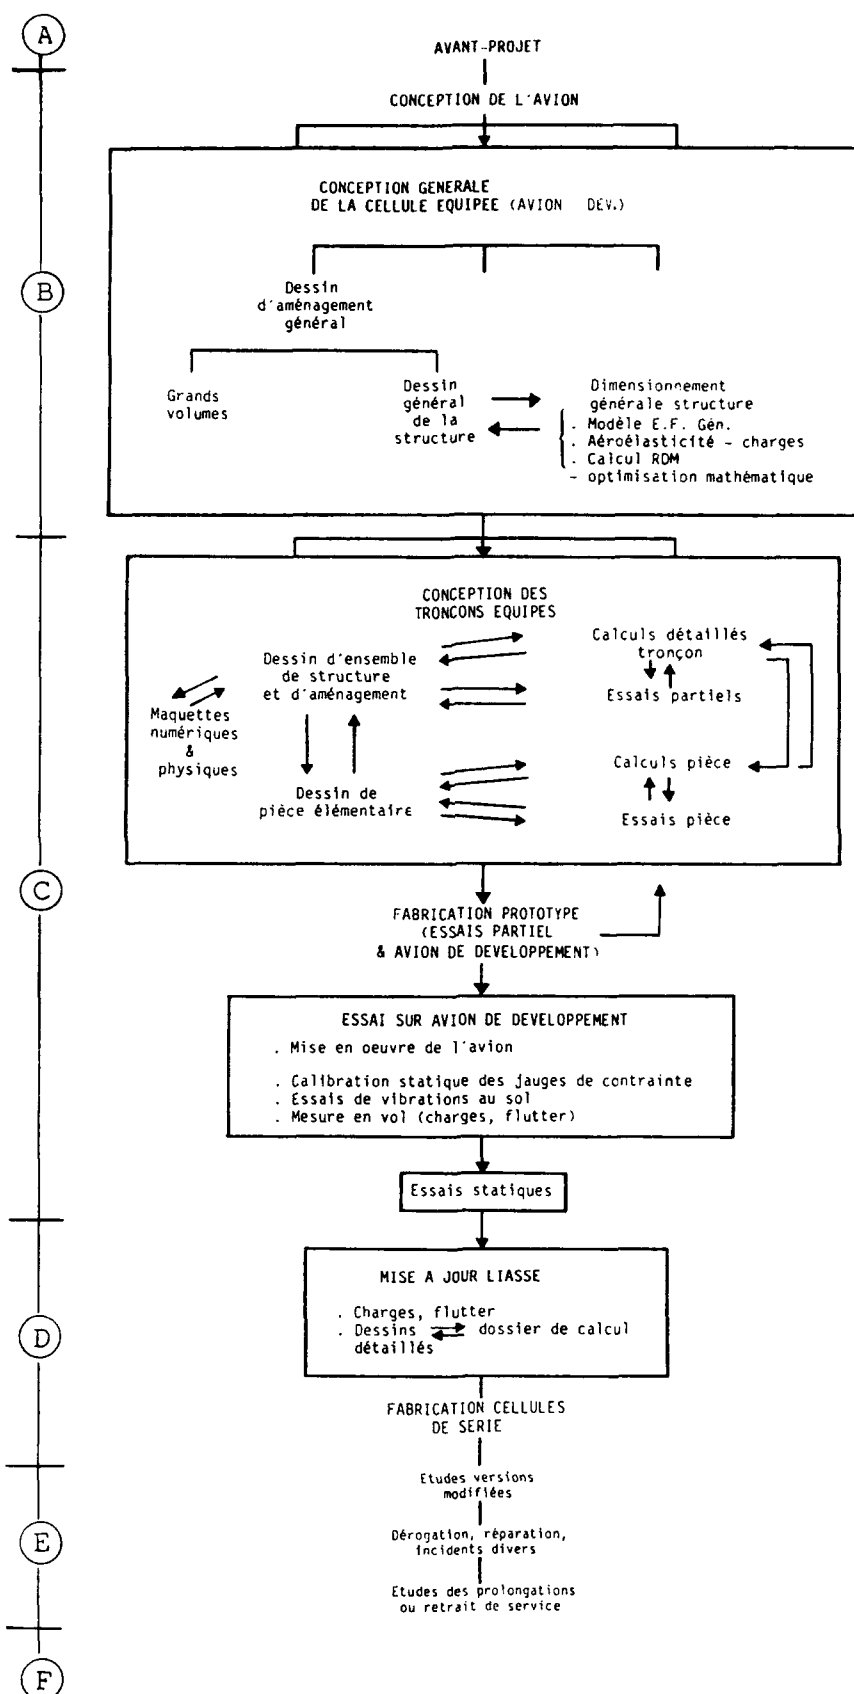 A
AVANT-PROJET
CONCEPTION DE L'AVION
CONCEPTION GENERALE
DE LA CELLULE EQUIPEE (AVION DEV.)
B
Dessin
d'aménagement
général
Grands
volumes
Dessin
général
de la
structure
Dimensionnement
générale structure
. Modèle E.F. Gén.
. Aéroélasticité - charges
. Calcul RDM
- optimisation mathématique
CONCEPTION DES
TRONCONS EQUIPES
Dessin d'ensemble
de structure
et d'aménagement
Calculs détaillés
tronçon
Essais partiels
Maquettes
numériques
&
physiques
Dessin de
pièce élémentaire
Calculs pièce
Essais pièce
C
FABRICATION PROTOTYPE
(ESSAIS PARTIEL
& AVION DE DEVELOPPEMENT)
ESSAI SUR AVION DE DEVELOPPEMENT
. Mise en oeuvre de l'avion
. Calibration statique des jauges de contrainte
. Essais de vibrations au sol
. Mesure en vol (charges, flutter)
Essais statiques
MISE A JOUR LIASSE
. Charges, flutter
. Dessins dossier de calcul
détaillés
D
FABRICATION CELLULES
DE SERIE
Etudes versions
modifiées
E
Dérogation, réparation,
incidents divers
Etudes des prolongations
ou retrait de service
F